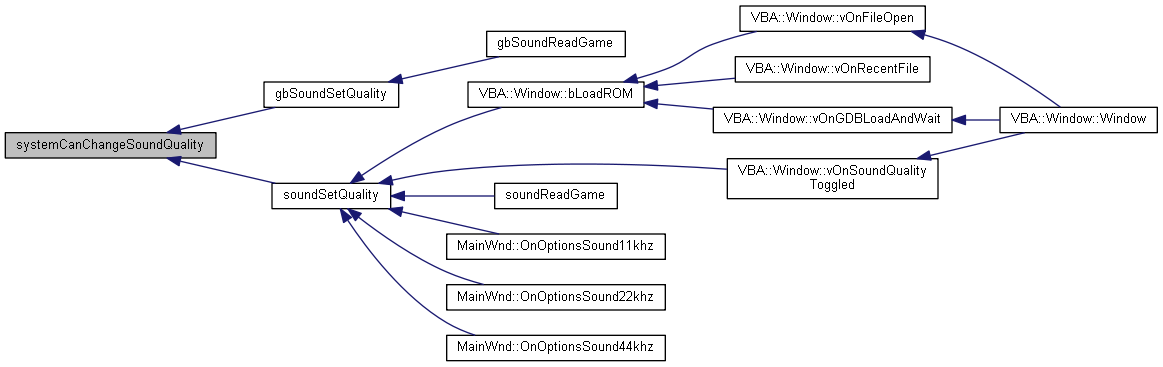 VBA::Window::vOnFileOpen
gbSoundReadGame
VBA::Window::vOnRecentFile
gbSoundSetQuality
VBA::Window::bLoadROM
VBA::Window::vOnGDBLoadAndWait
VBA::Window::Window
systemCanChangeSoundQuality
VBA::Window::vOnSoundQuality
Toggled
soundSetQuality
soundReadGame
MainWnd::OnOptionsSound11khz
MainWnd::OnOptionsSound22khz
MainWnd::OnOptionsSound44khz